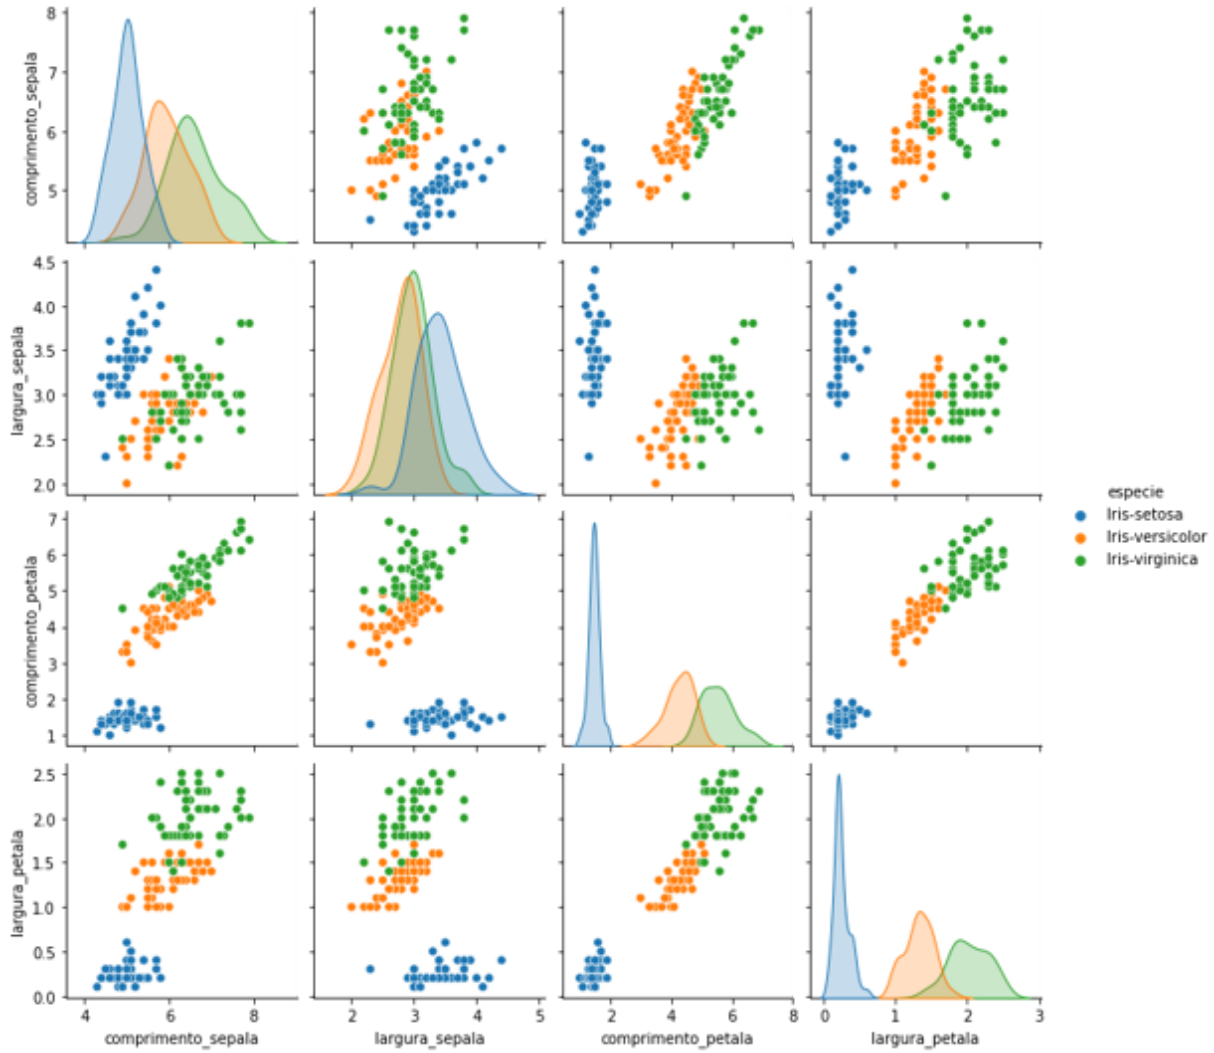 8
7
6
5
comprimento_sepala
4.5
4.0
3.5
3.0
2.5
2.0
largura_sepala
especie
Iris-setosa
Iris-versicolor
Iris-virginica
7
6
5
4
3
2
1
comprimento_petala
2.5
2.0
1.5
1.0
0.5
0.0
largura_petala
4 6 8 2 3 4 5 2 4 6 8 0 1 2 3
comprimento_sepala largura_sepala comprimento_petala largura_petala